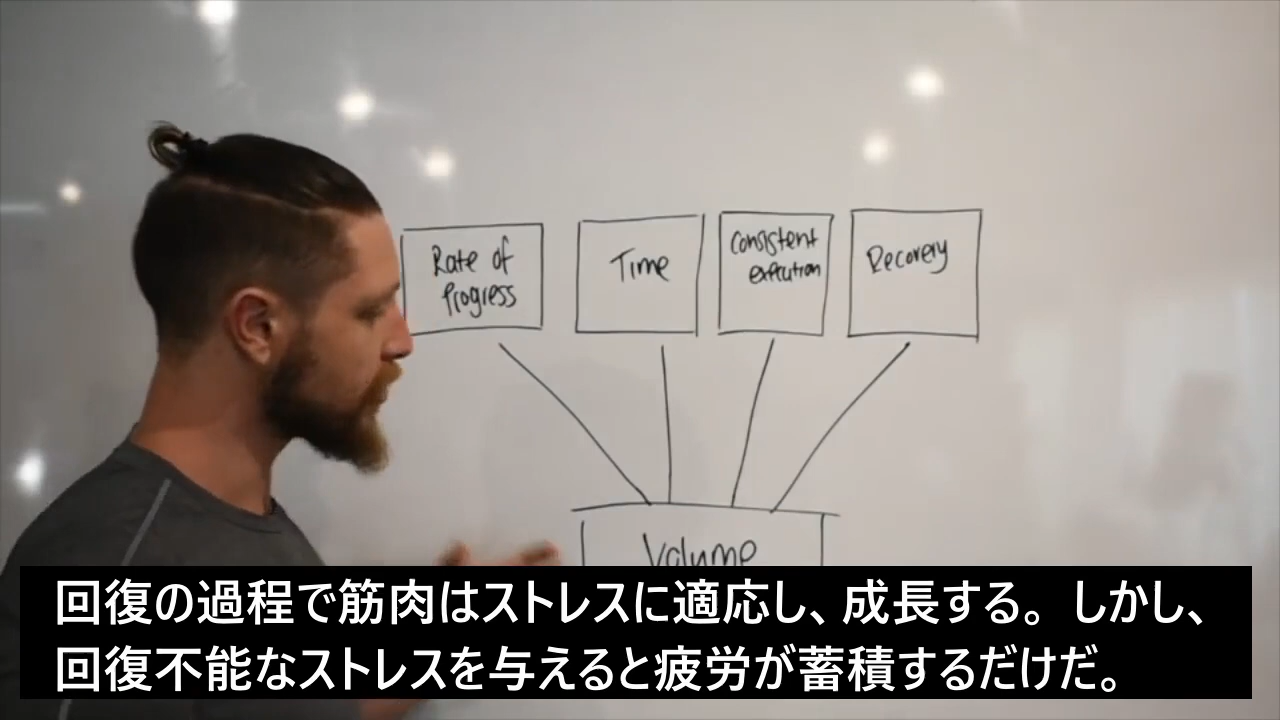 Rate of
Progress
Time
Consistent
execution
Recovery
Volume
回復の過程で筋肉はストレスに適応し、成長する。しかし、
回復不能なストレスを与えると疲労が蓄積するだけだ。